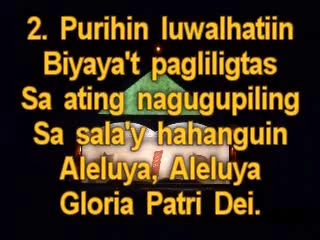 2. Purihin luwalhatiin
Biyaya't pagliligtas
Sa ating nagugupiling
Sa sala'y hahanguin
Aleluya, Aleluya
Gloria Patri Dei.